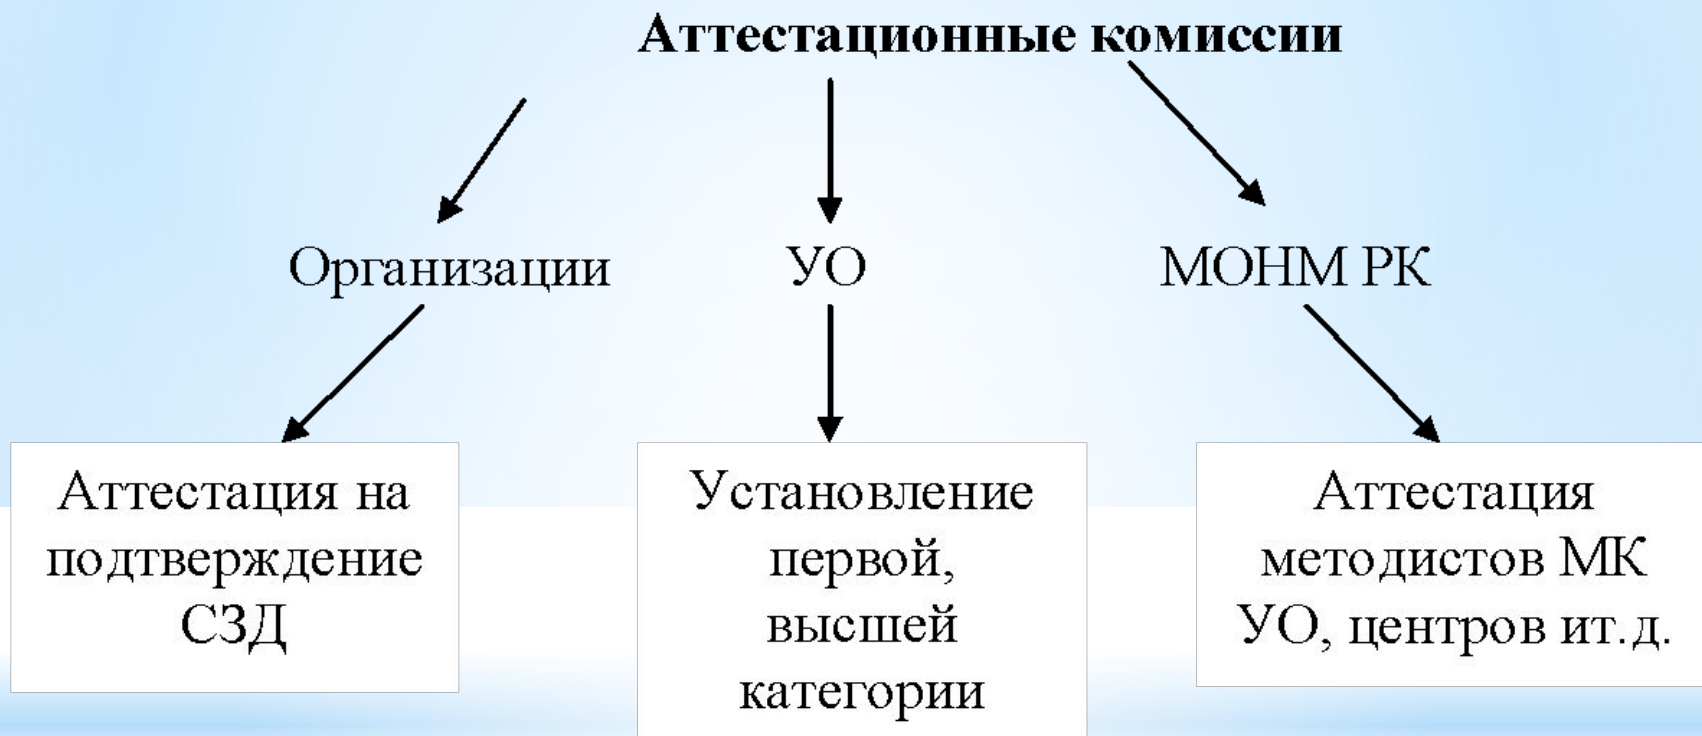 Аттестационные комиссии
Организации
УО
МОНМ РК
Аттестация на
подтверждение
СЗД
Установление
первой,
высшей
категории
Аттестация
методистов МК
УО, центров ит.д.